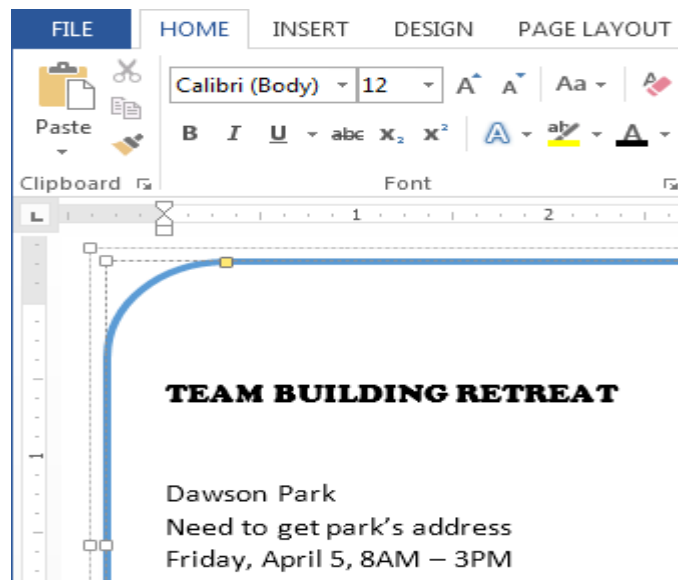 FILE HOME INSERT DESIGN PAGE LAYOUT
Calibri (Body) 12 A A Aa A
Paste B I U abc X₂ X² A ab A
Clipboard Font
L 1 2
TEAM BUILDING RETREAT
1
Dawson Park
Need to get park's address
Friday, April 5, 8AM – 3PM